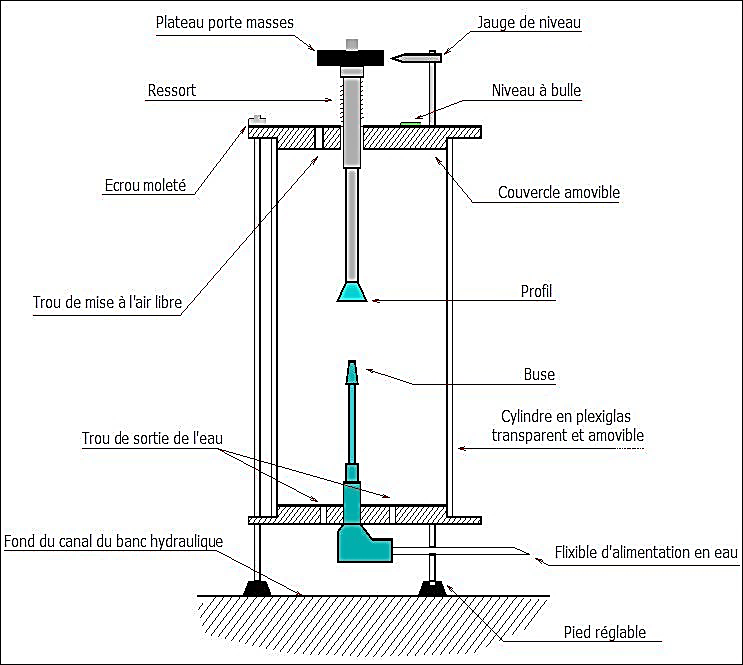 Plateau porte masses
Jauge de niveau
Ressort
Niveau à bulle
Ecrou moleté
Couvercle amovible
Trou de mise à l'air libre
Profil
Buse
Cylindre en plexiglas
transparent et amovible
Trou de sortie de l'eau
Fond du canal du banc hydraulique
Flixible d'alimentation en eau
Pied réglable